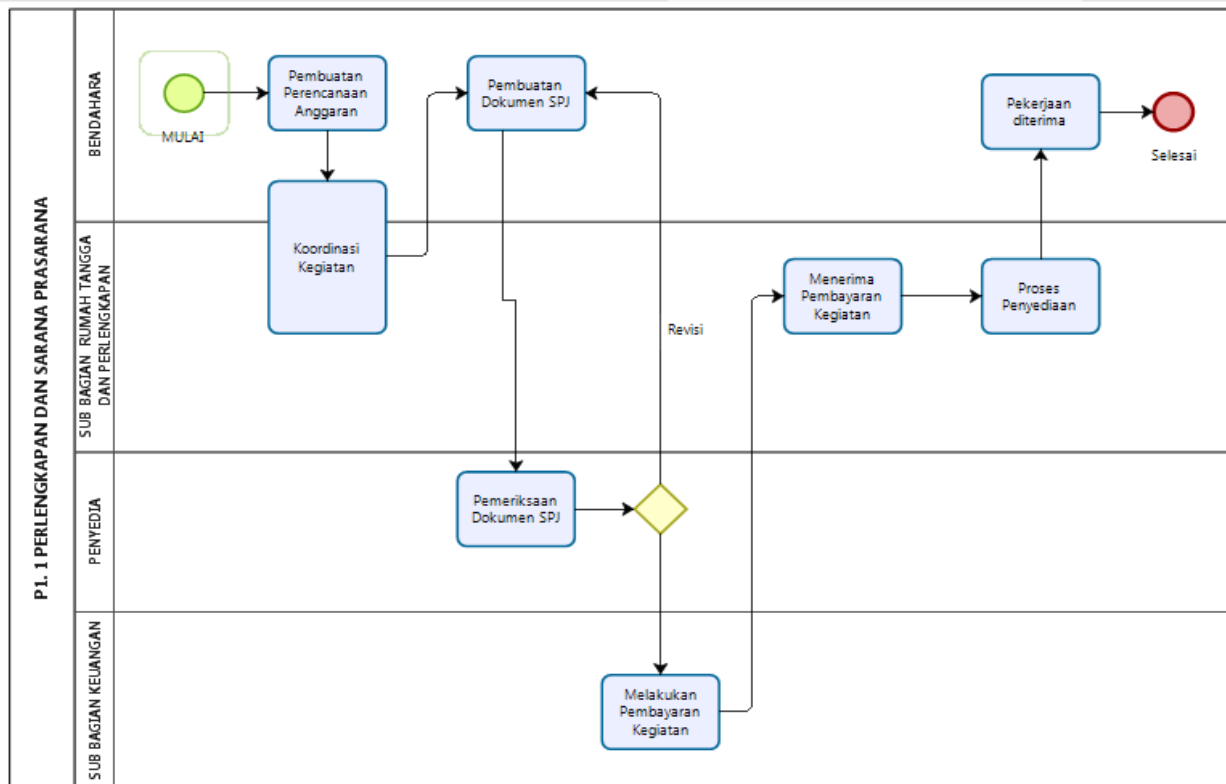 P1. 1 PERLENGKAPAN DAN SARANA PRASARANA
BENDAHARA
MULAI
Pembuatan
Perencanaan
Anggaran
Koordinasi
Kegiatan
Pembuatan
Dokumen SPJ
Pekerjaan
diterima
Selesai
SUB BAGIAN RUMAH TANGGA
DAN PERLENGKAPAN
Revisi
Menerima
Pembayaran
Kegiatan
Proses
Penyediaan
PENYEDIA
Pemeriksaan
Dokumen SPJ
SUB BAGIAN KEUANGAN
Melakukan
Pembayaran
Kegiatan